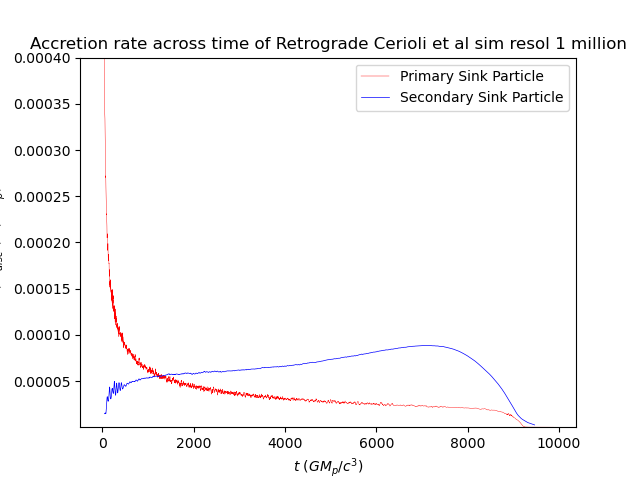 Accretion rate across time of Retrograde Cerioli et al sim resol 1 million
0.00040
0.00035
0.00030
0.00025
0.00020
0.00015
0.00010
0.00005
Primary Sink Particle
Secondary Sink Particle
0 2000 4000 6000 8000 10000
t (GM_p/c^3)